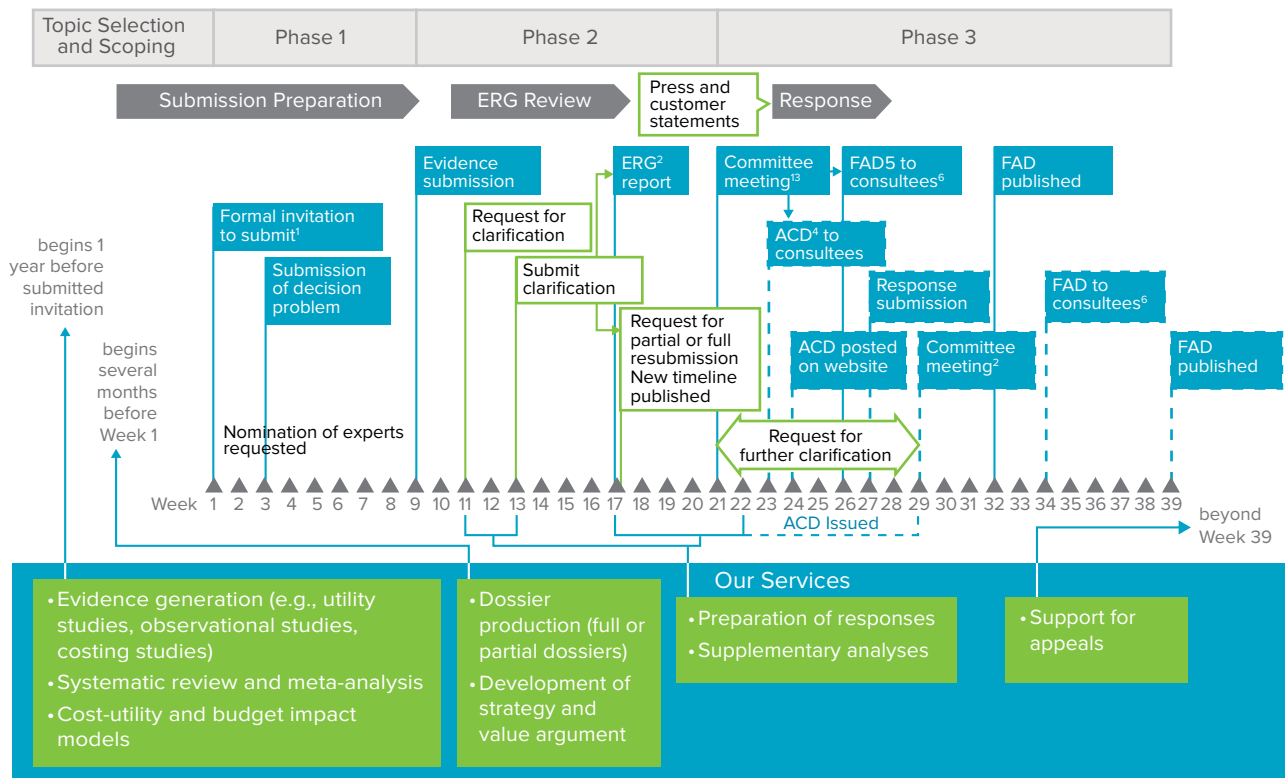 Topic Selection
and Scoping
Phase 1
Phase 2
Phase 3
Submission Preparation
ERG Review
Press and
customer
statements
Response
Evidence
submission
ERG2
report
Committee
meeting13
FAD5 to
consultees6
FAD
published
Formal invitation
to submit1
Request for
clarification
ACD4 to
consultees
begins 1
year before
submitted
invitation
Submission
of decision
problem
Submit
clarification
Response
submission
FAD to
consultees6
Request for
partial or full
resubmission
New timeline
published
ACD posted
on website
Committee
meeting2
FAD
published
begins
several
months
before
Week 1
Nomination of experts
requested
Request for
further clarification
Week 1 2 3 4 5 6 7 8 9 10 11 12 13 14 15 16 17 18 19 20 21 22 23 24 25 26 27 28 29 30 31 32 33 34 35 36 37 38 39
ACD Issued
beyond
Week 39
Our Services
• Evidence generation (e.g., utility
studies, observational studies,
costing studies)
• Systematic review and meta-analysis
• Cost-utility and budget impact
models
• Dossier
production (full or
partial dossiers)
• Development of
strategy and
value argument
• Preparation of responses
• Supplementary analyses
• Support for
appeals